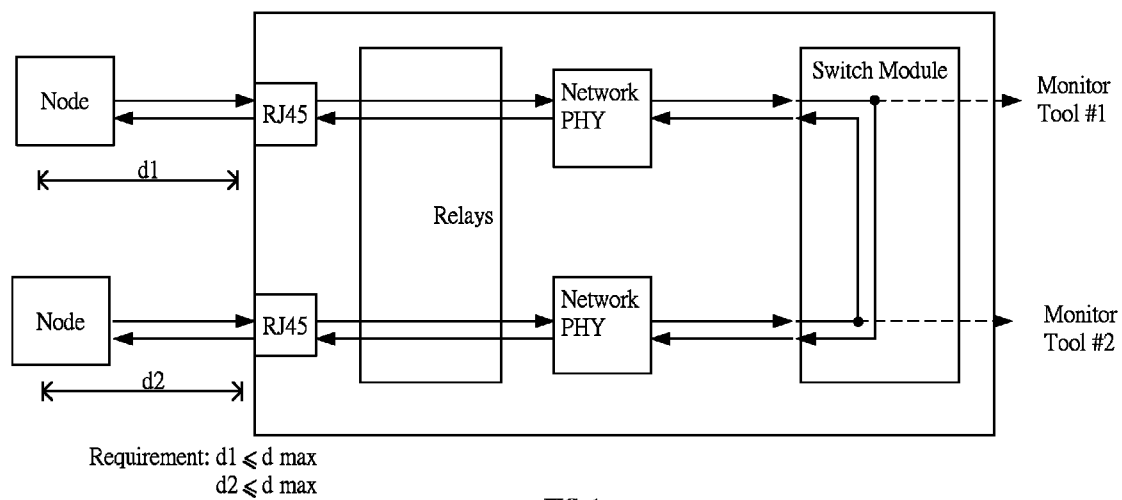 Node
RJ45
Network
PHY
Switch Module
Monitor
Tool #1
d1
Relays
Node
RJ45
Network
PHY
Monitor
Tool #2
d2
Requirement: d1 ⩽ d max
d2 ⩽ d max